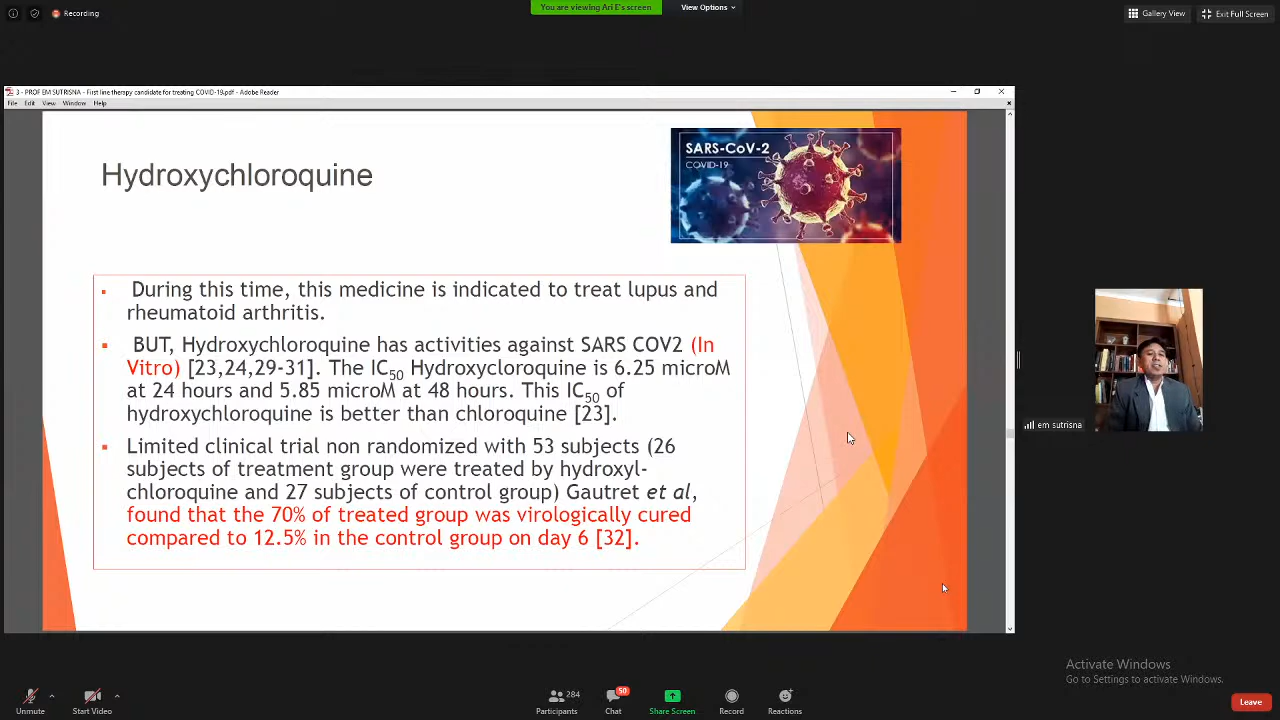 Recording
You are viewing Ari E's screen
View Options
Gallery View
Exit Full Screen
3 - PROF EM SUTRISNA - First line therapy candidate for treating COVID-19.pdf - Adobe Reader
File Edit View Window Help
Hydroxychloroquine
SARS-CoV-2
COVID-19
During this time, this medicine is indicated to treat lupus and
rheumatoid arthritis.
BUT, Hydroxychloroquine has activities against SARS COV2 (In
Vitro) [23,24,29-31]. The IC50 Hydroxycloroquine is 6.25 microM
at 24 hours and 5.85 microM at 48 hours. This IC50 of
hydroxychloroquine is better than chloroquine [23].
Limited clinical trial non randomized with 53 subjects (26
subjects of treatment group were treated by hydroxyl-
chloroquine and 27 subjects of control group) Gautret et al,
found that the 70% of treated group was virologically cured
compared to 12.5% in the control group on day 6 [32].
em sutrisna
Activate Windows
Go to Settings to activate Windows.
Unmute
Start Video
284
Participants
50
Chat
Share Screen
Record
Reactions
Leave